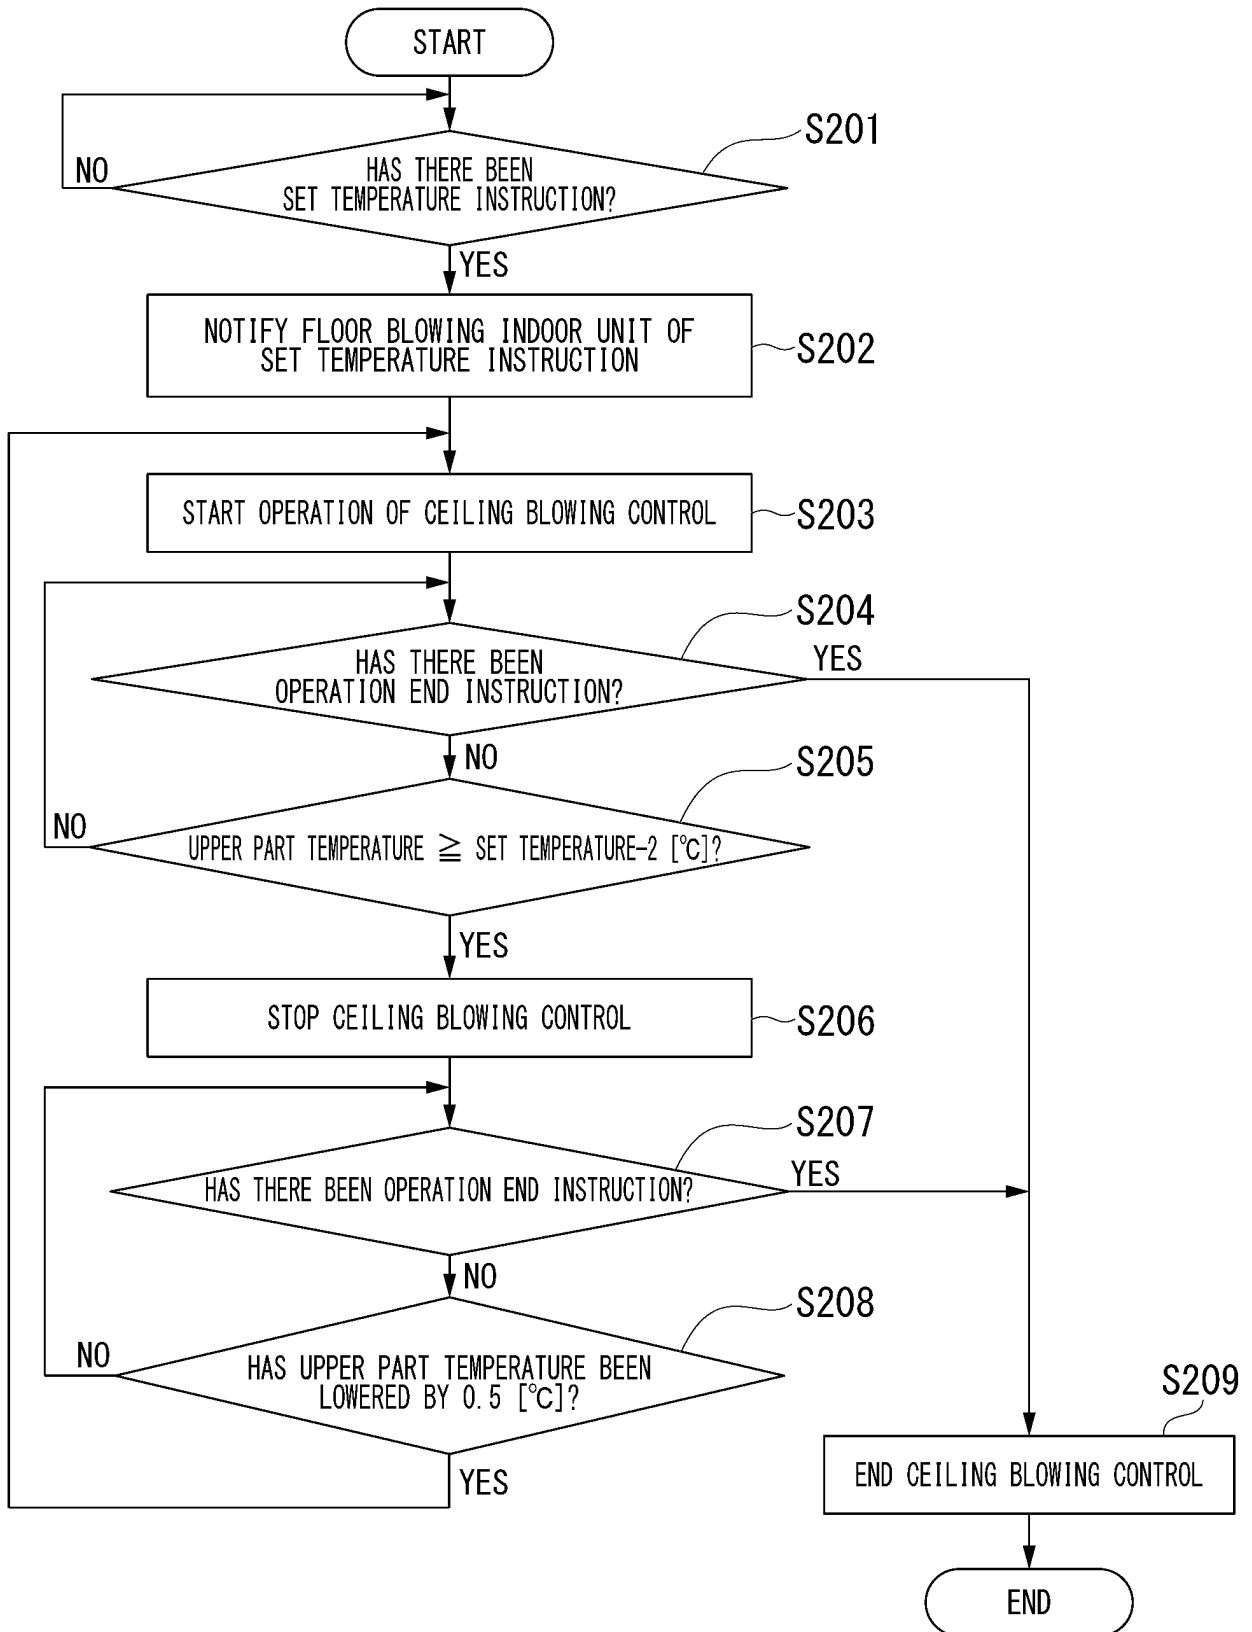 START
S201
NO
HAS THERE BEEN
SET TEMPERATURE INSTRUCTION?
YES
NOTIFY FLOOR BLOWING INDOOR UNIT OF
SET TEMPERATURE INSTRUCTION
S202
START OPERATION OF CEILING BLOWING CONTROL
S203
S204
YES
HAS THERE BEEN
OPERATION END INSTRUCTION?
NO
S205
NO
UPPER PART TEMPERATURE ≧ SET TEMPERATURE-2 [℃]?
YES
STOP CEILING BLOWING CONTROL
S206
S207
YES
HAS THERE BEEN OPERATION END INSTRUCTION?
NO
S208
NO
HAS UPPER PART TEMPERATURE BEEN
LOWERED BY 0.5 [℃]?
YES
S209
END CEILING BLOWING CONTROL
END